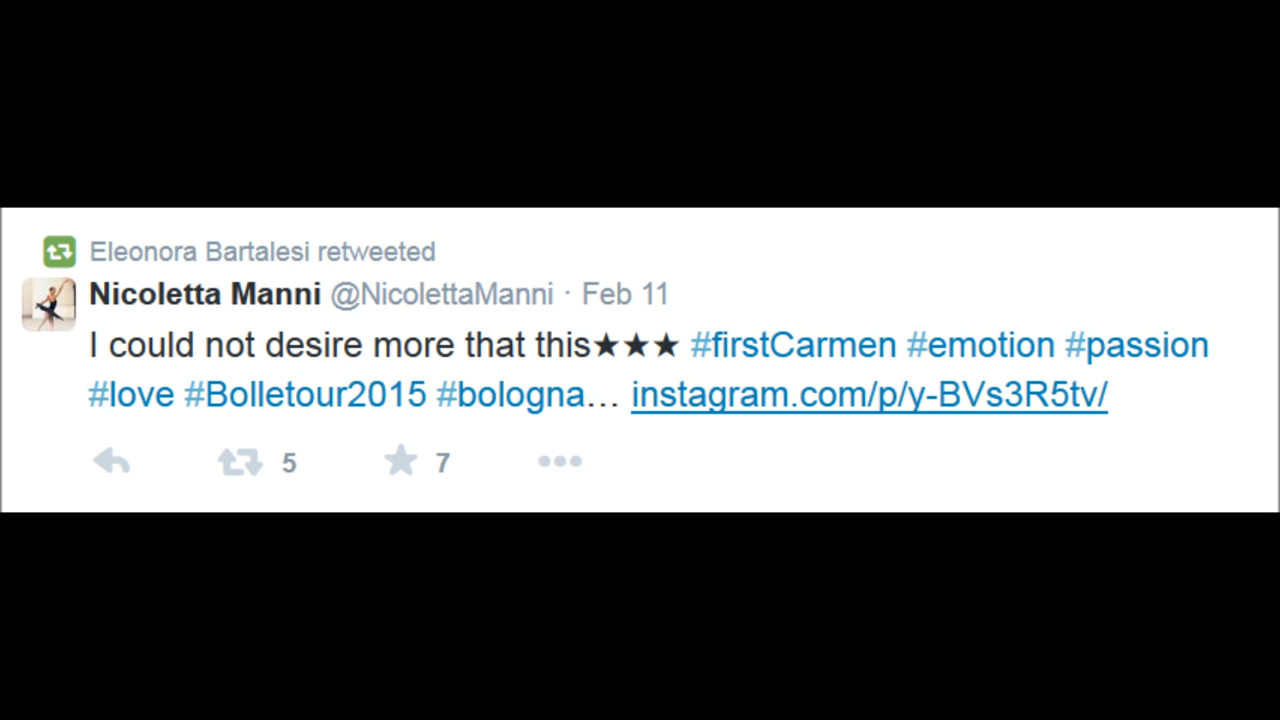 Eleonora Bartalesi retweeted
Nicoletta Manni @NicolettaManni · Feb 11
I could not desire more that this★★★ #firstCarmen #emotion #passion
#love #Bolletour2015 #bologna… instagram.com/p/y-BVs3R5tv/
5 7